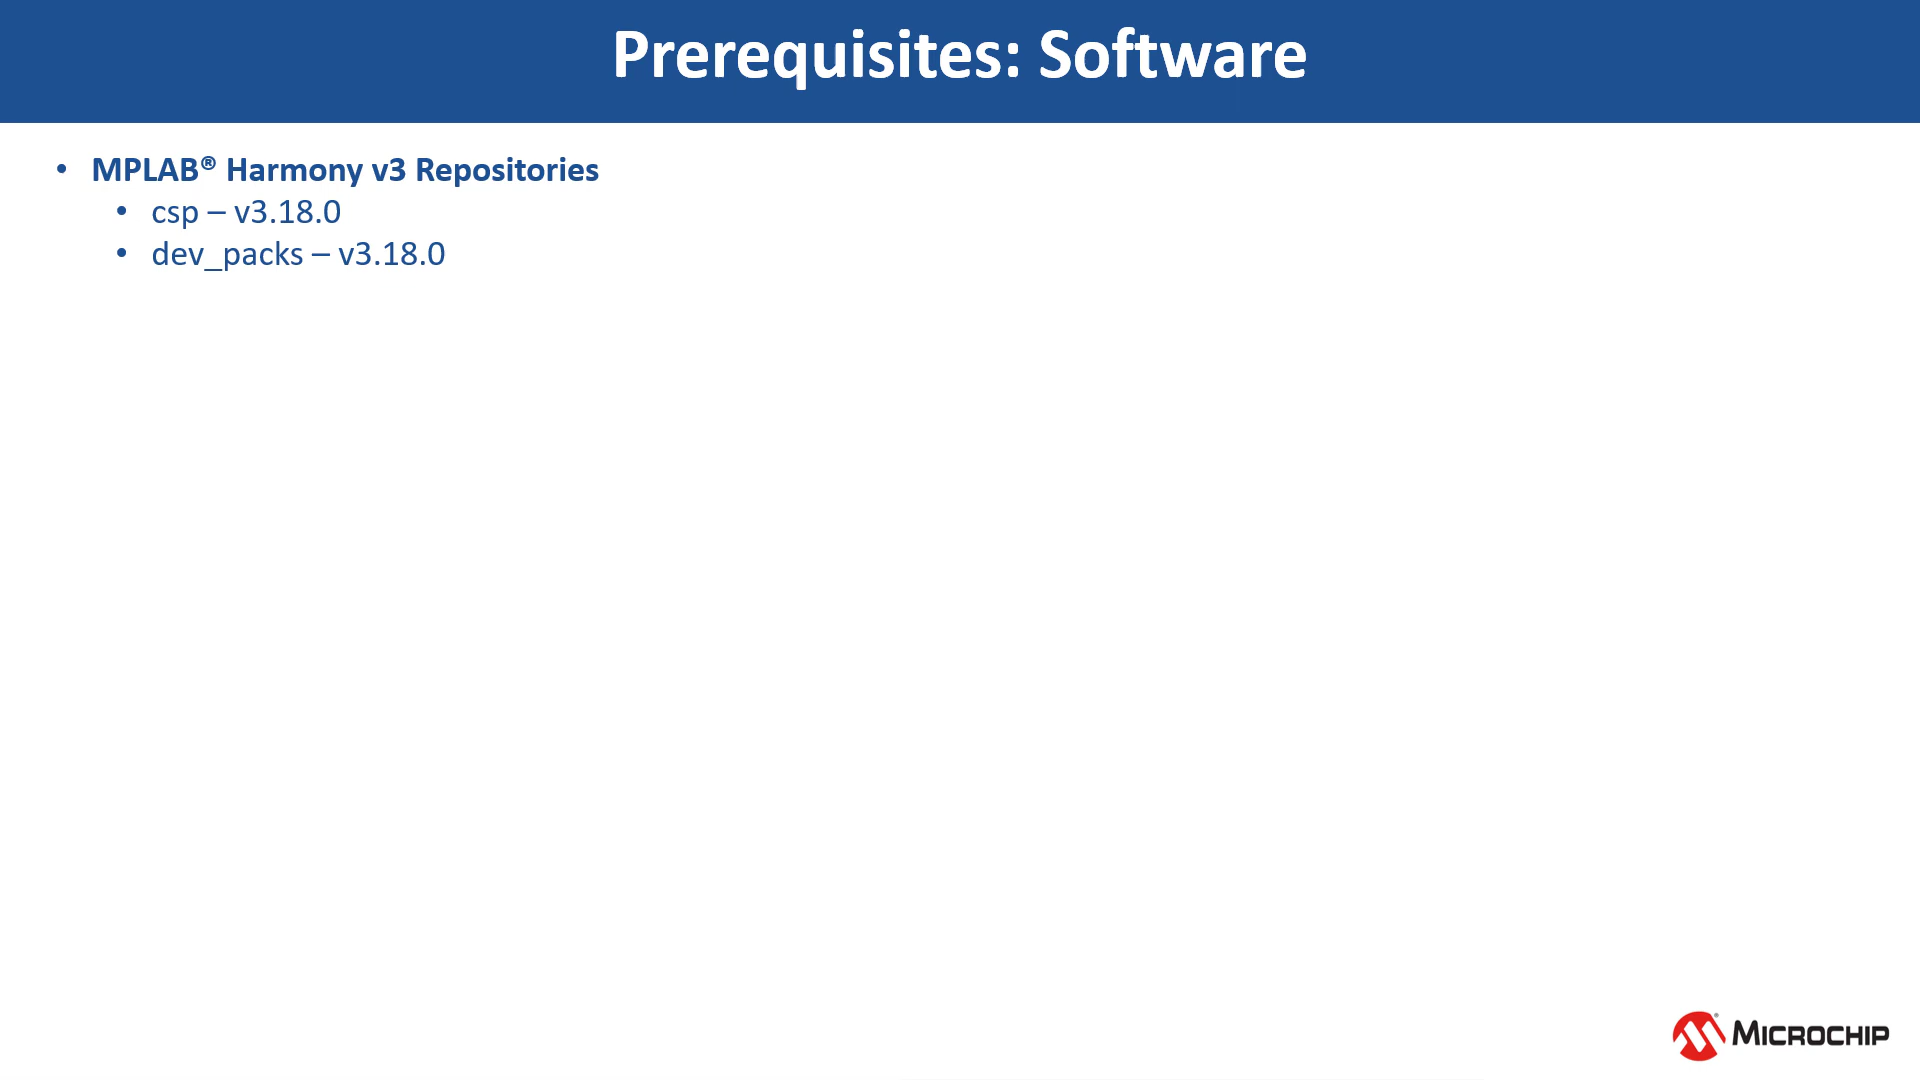 Prerequisites: Software
• MPLAB® Harmony v3 Repositories
• csp – v3.18.0
• dev_packs – v3.18.0
MICROCHIP